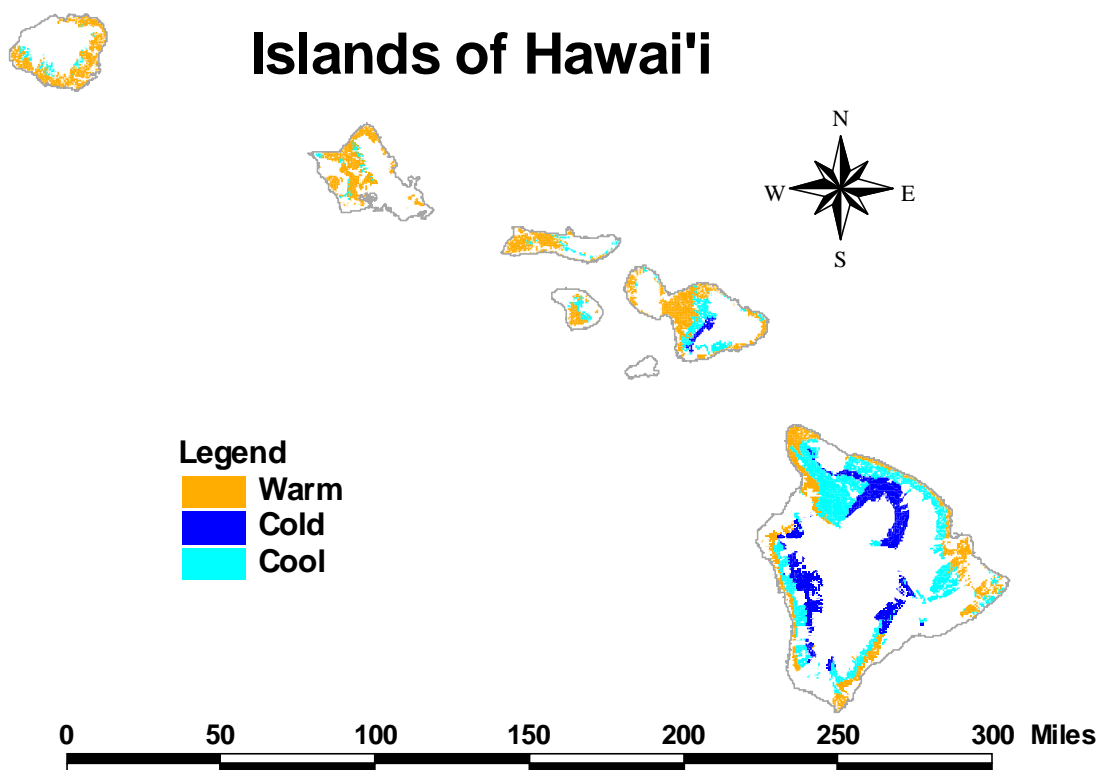 Islands of Hawai'i
N
W E
S
Legend
Warm
Cold
Cool
0 50 100 150 200 250 300 Miles